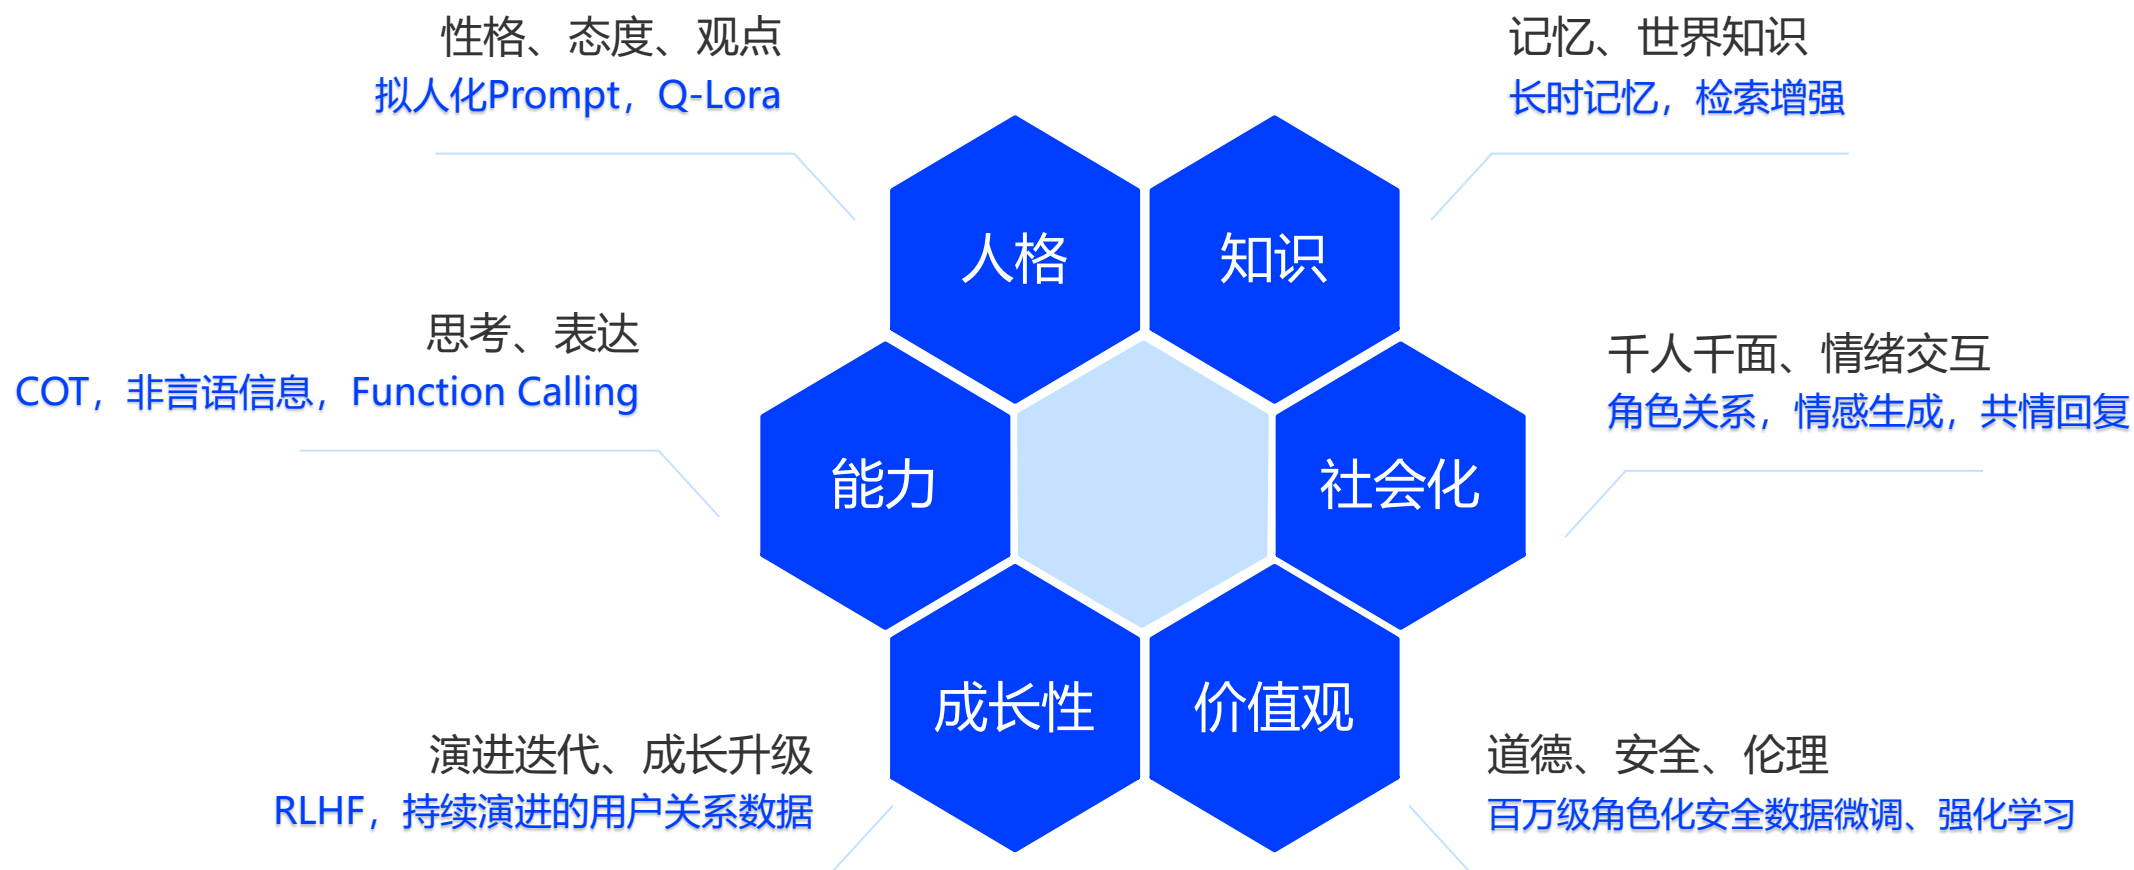 性格、态度、观点
拟人化Prompt，Q-Lora
记忆、世界知识
长时记忆，检索增强
人格
知识
思考、表达
COT，非言语信息，Function Calling
千人千面、情绪交互
角色关系，情感生成，共情回复
能力
社会化
成长性
价值观
演进迭代、成长升级
RLHF，持续演进的用户关系数据
道德、安全、伦理
百万级角色化安全数据微调、强化学习